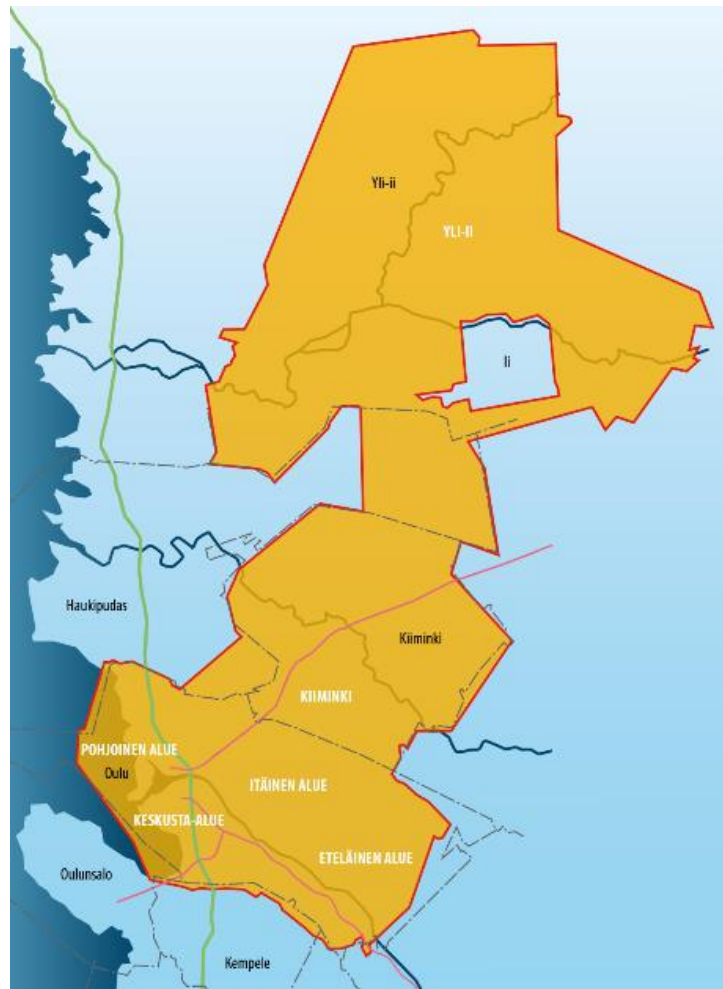 Yli-ii
YLI-II
Ii
Haukipudas
Kiiminki
KIIMINKI
POHJOINEN ALUE
Oulu
ITÄINEN ALUE
KESKUSTA-ALUE
ETELÄINEN ALUE
Oulunsalo
Kempele